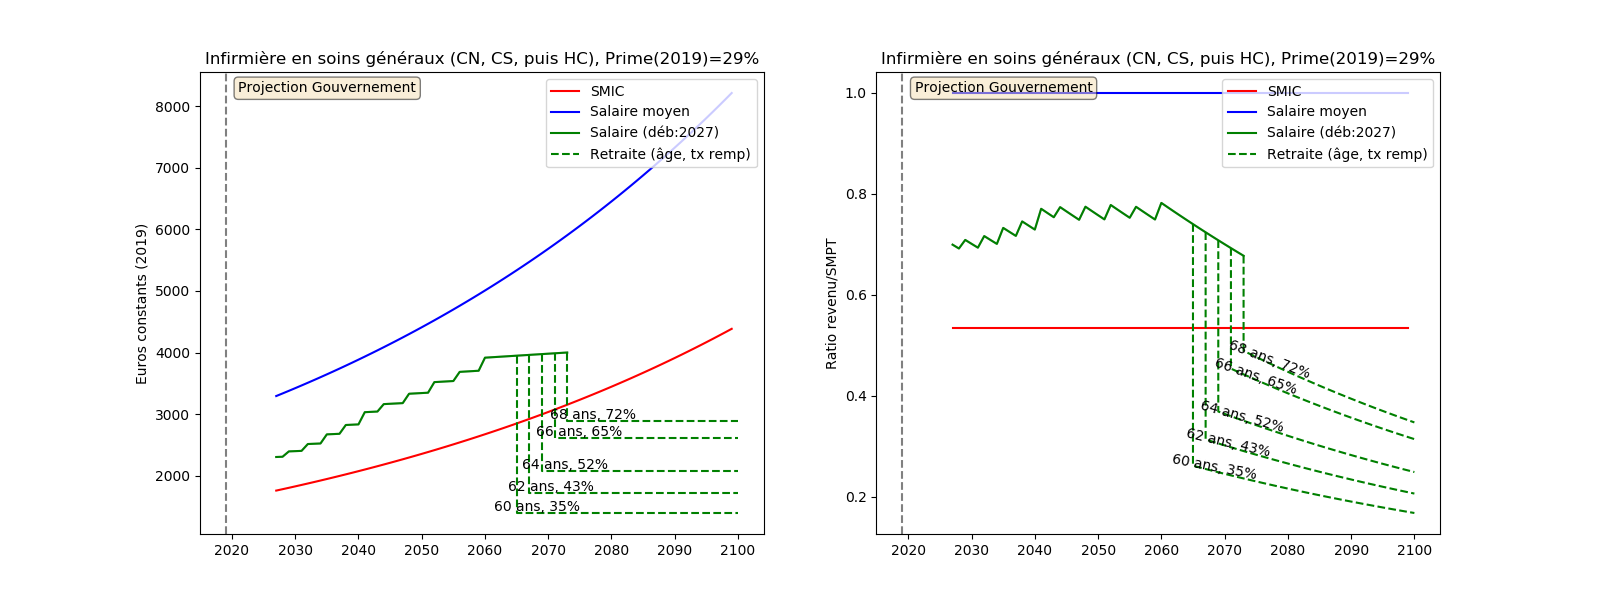 Infirmière en soins généraux (CN, CS, puis HC), Prime(2019)=29%
Projection Gouvernement
SMIC
Salaire moyen
Salaire (déb:2027)
Retraite (âge, tx remp)
Euros constants (2019)
8000
7000
6000
5000
4000
3000
2000
68 ans, 72%
66 ans, 65%
64 ans, 52%
62 ans, 43%
60 ans, 35%
2020 2030 2040 2050 2060 2070 2080 2090 2100
Infirmière en soins généraux (CN, CS, puis HC), Prime(2019)=29%
Projection Gouvernement
SMIC
Salaire moyen
Salaire (déb:2027)
Retraite (âge, tx remp)
Ratio revenu/SMPT
1.0
0.8
0.6
0.4
0.2
68 ans, 72%
66 ans, 65%
64 ans, 52%
62 ans, 43%
60 ans, 35%
2020 2030 2040 2050 2060 2070 2080 2090 2100